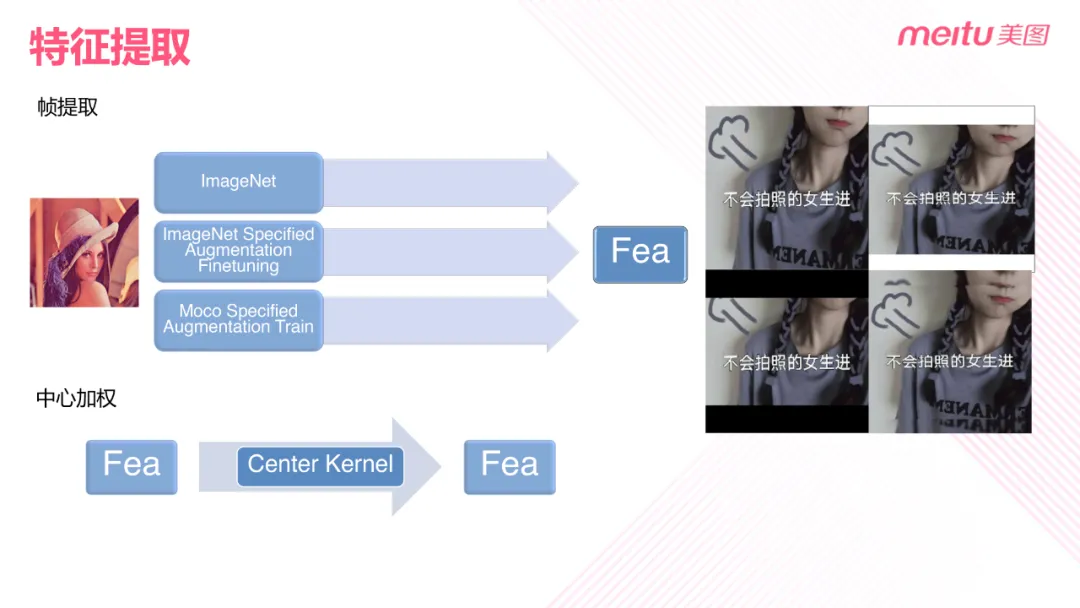 特征提取
meitu 美图
帧提取
ImageNet
ImageNet Specified
Augmentation
Finetuning
Moco Specified
Augmentation Train
Fea
不会拍照的女生进
不会拍照的女生进
不会拍照的女生进
不会拍照的女生进
中心加权
Fea
Center Kernel
Fea